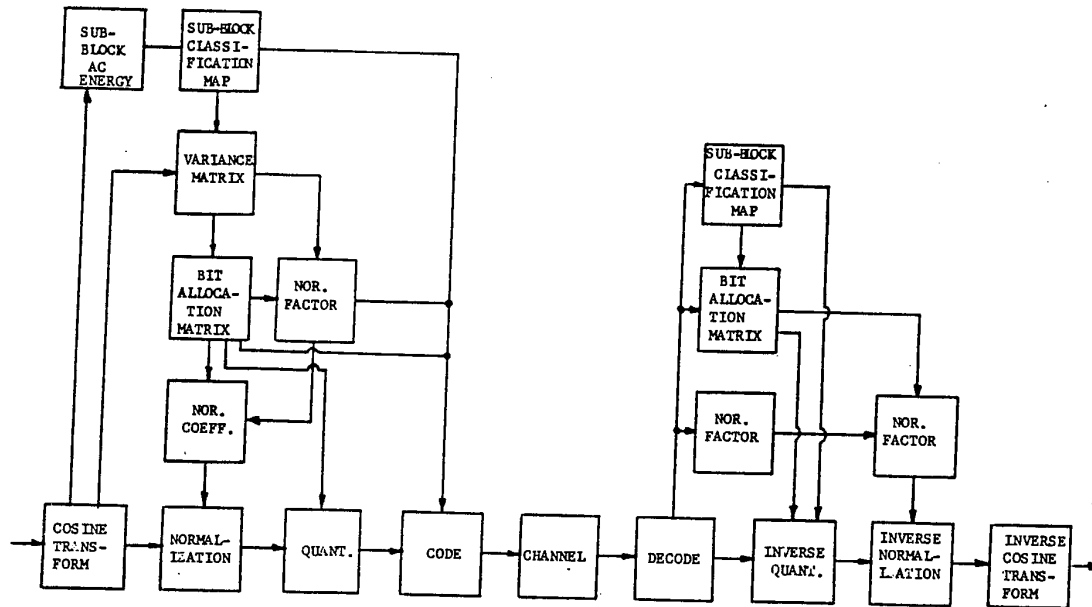 SUB-
BLOCK
AC
ENERGY
SUB-BLOCK
CLASSI-
FICATION
MAP
VARIANCE
MATRIX
BIT
ALLOCA-
TION
MATRIX
NOR.
FACTOR
NOR.
COEFF.
SUB-BLOCK
CLASSI-
FICATION
MAP
BIT
ALLOCA-
TION
MATRIX
NOR.
FACTOR
NOR.
FACTOR
COSINE
TRANS-
FORM
NORMAL-
IZATION
QUANT.
CODE
CHANNEL
DECODE
INVERSE
QUANT.
INVERSE
NORMAL-
IZATION
INVERSE
COSINE
TRANS-
FORM